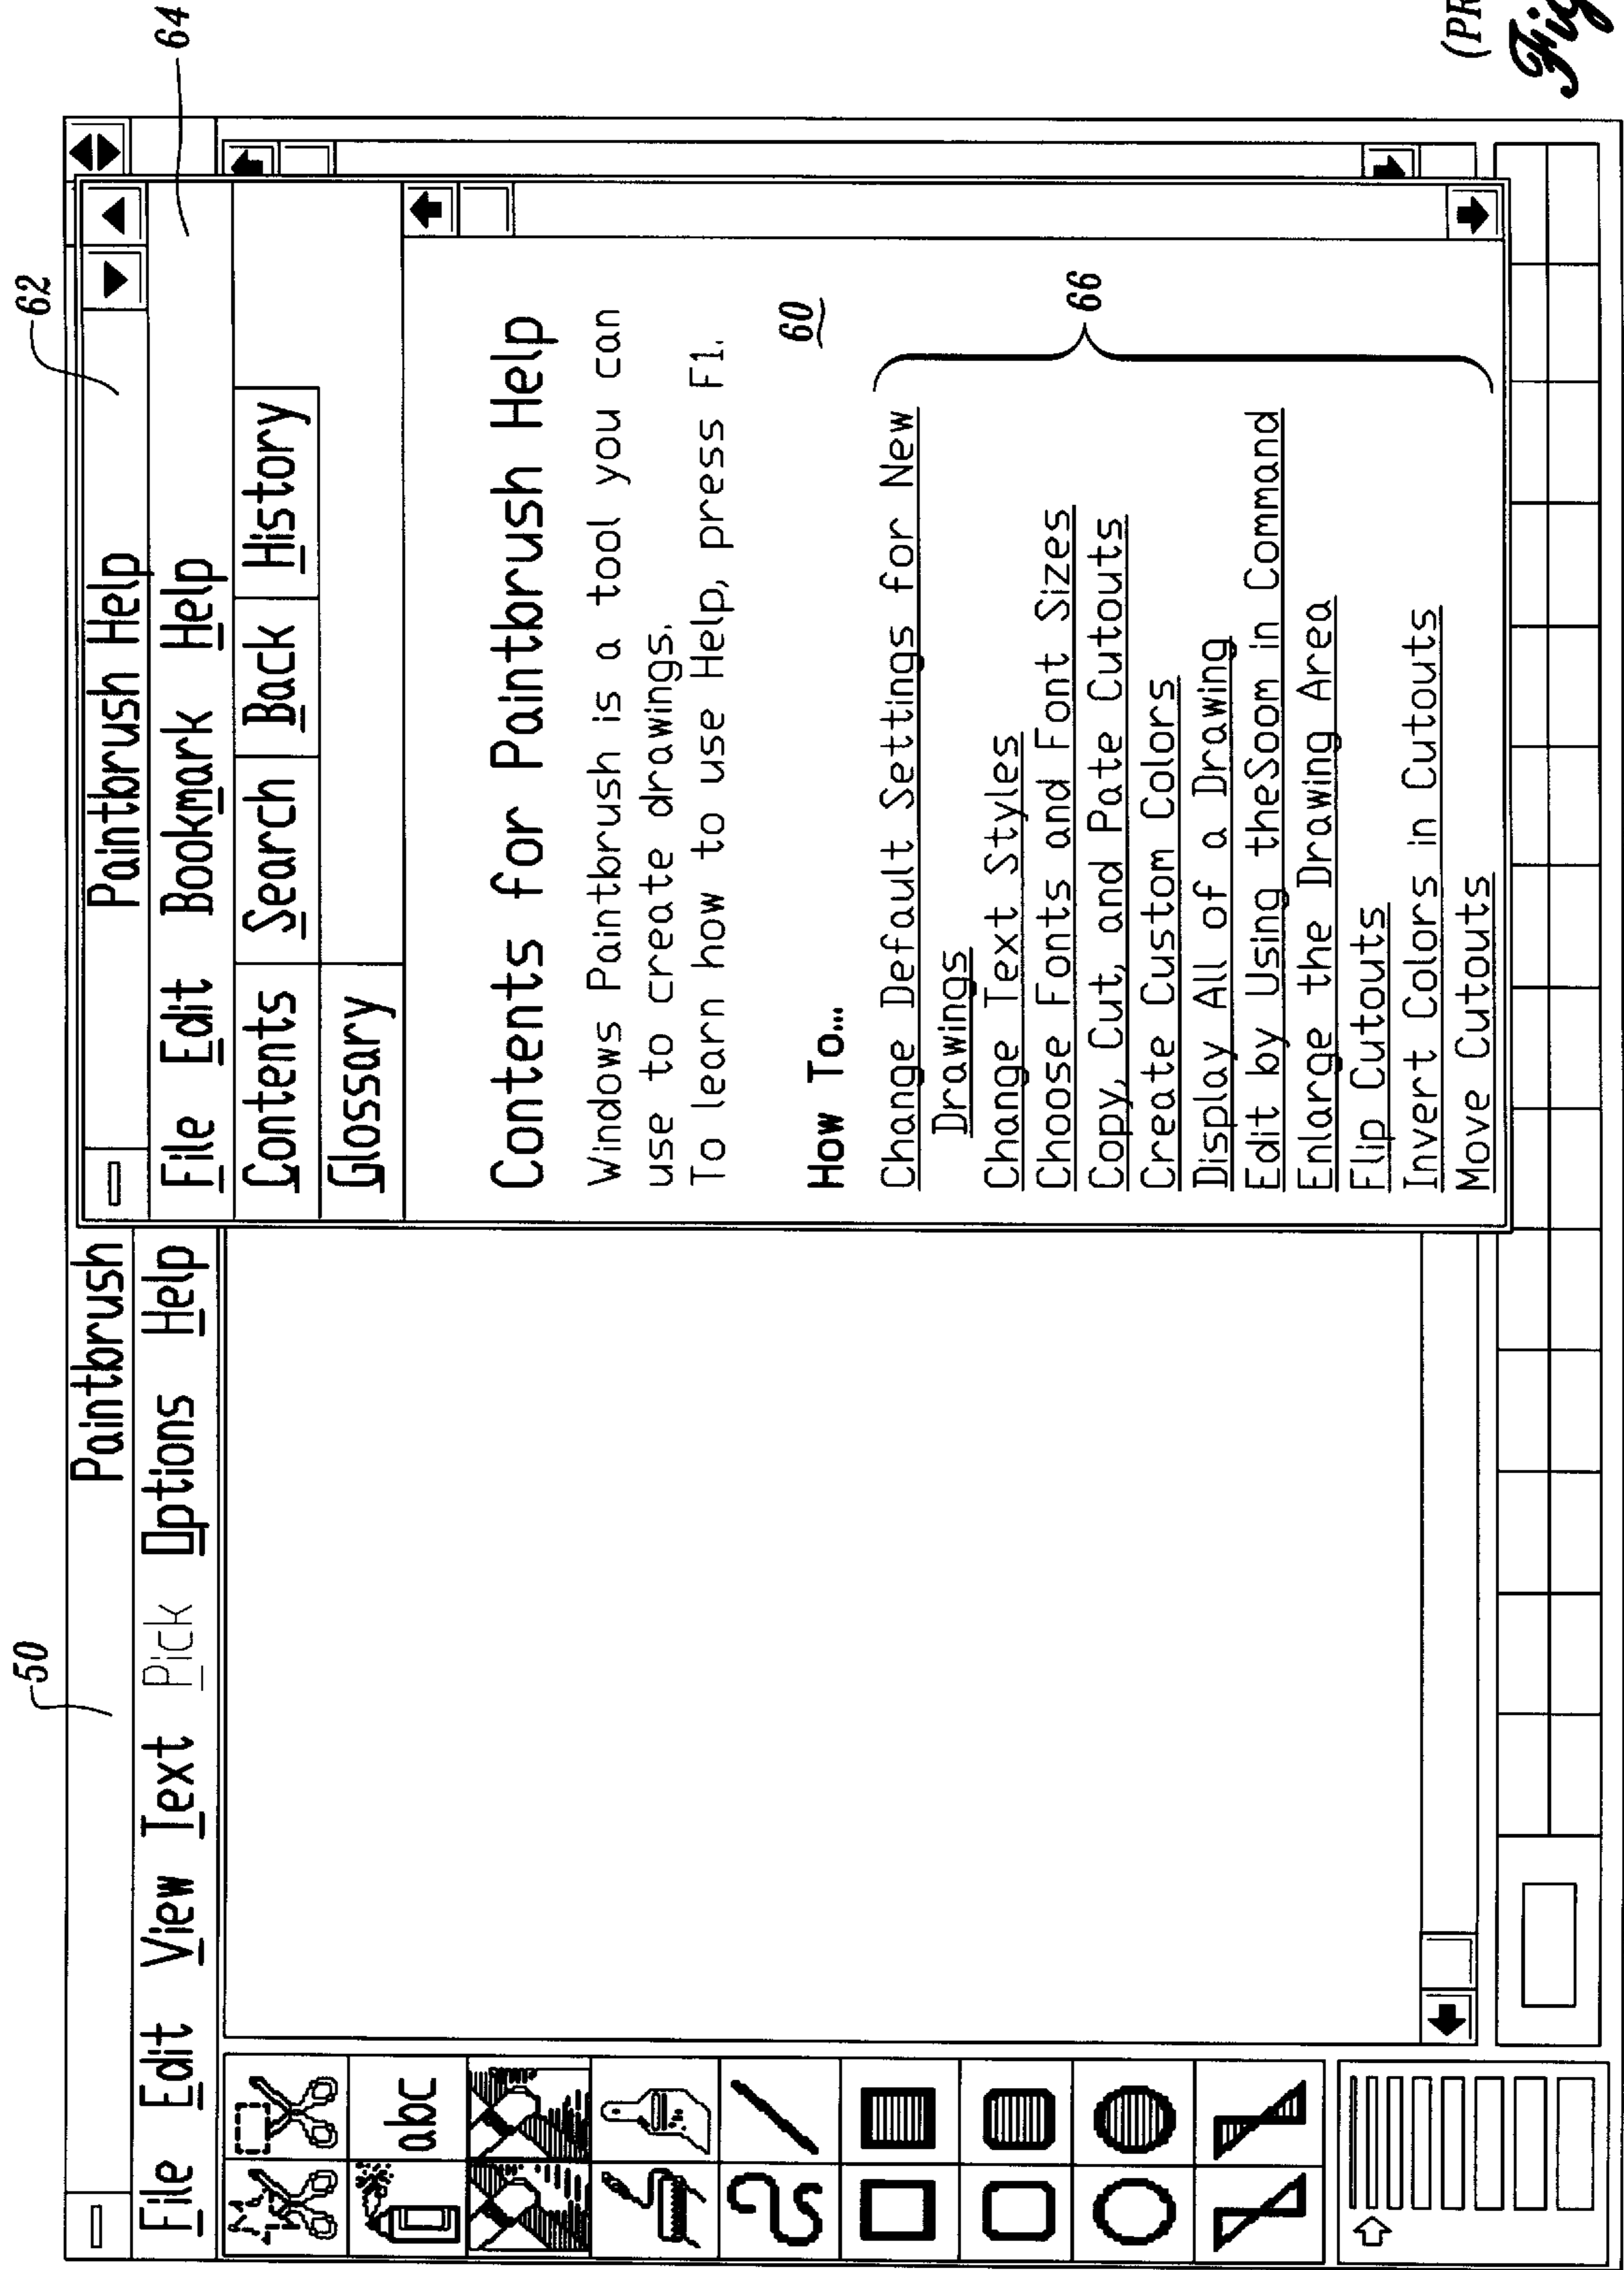 50
62
64
Paintbrush
File Edit View Text Pick Options Help
abc
Paintbrush Help
File Edit Bookmark Help
Contents Search Back History
Glossary
Contents for Paintbrush Help
Windows Paintbrush is a tool you can
use to create drawings.
To learn how to use Help, press F1.
60
How To...
Change Default Settings for New
Drawings
Change Text Styles
Choose Fonts and Font Sizes
Copy, Cut, and Pate Cutouts
Create Custom Colors
Display All of a Drawing
Edit by Using theSoom in Command
Enlarge the Drawing Area
Flip Cutouts
Invert Colors in Cutouts
Move Cutouts
66
(PR
Fig